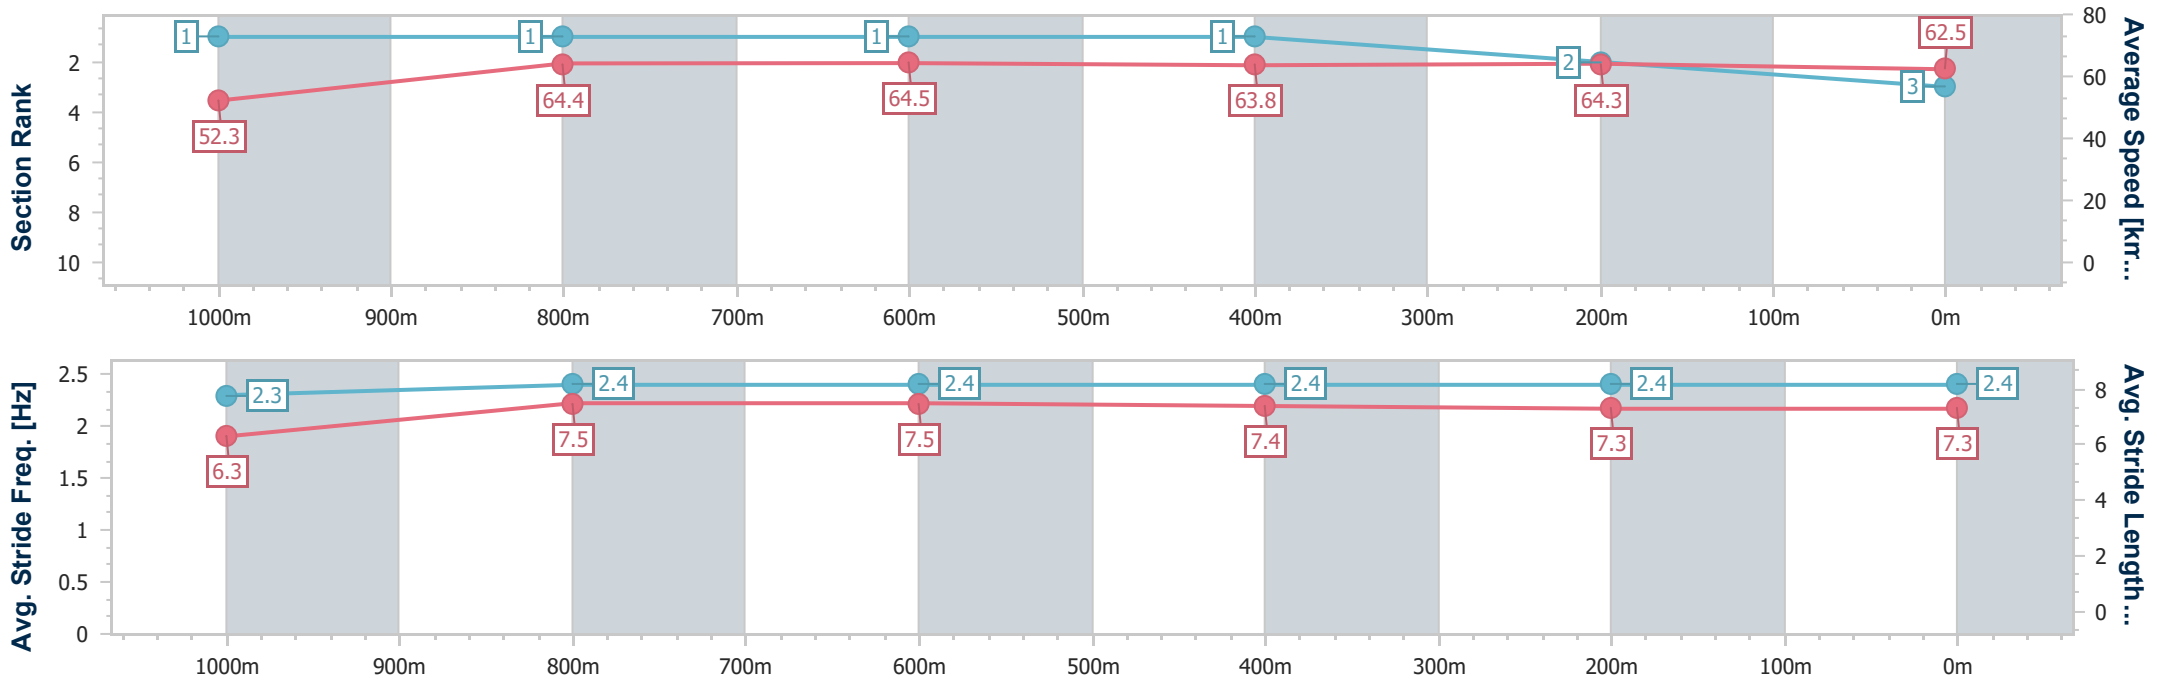 Section Rank
2
4
6
8
10
1 1 1 1 2 3
52.3 64.4 64.5 63.8 64.3 62.5
80
60
40
20
0
Average Speed [km...
1000m 900m 800m 700m 600m 500m 400m 300m 200m 100m 0m
Avg. Stride Freq. [Hz]
2.5
2
1.5
1
0.5
0
2.3 2.4 2.4 2.4 2.4 2.4
6.3 7.5 7.5 7.4 7.3 7.3
8
6
4
2
0
Avg. Stride Length...
1000m 900m 800m 700m 600m 500m 400m 300m 200m 100m 0m